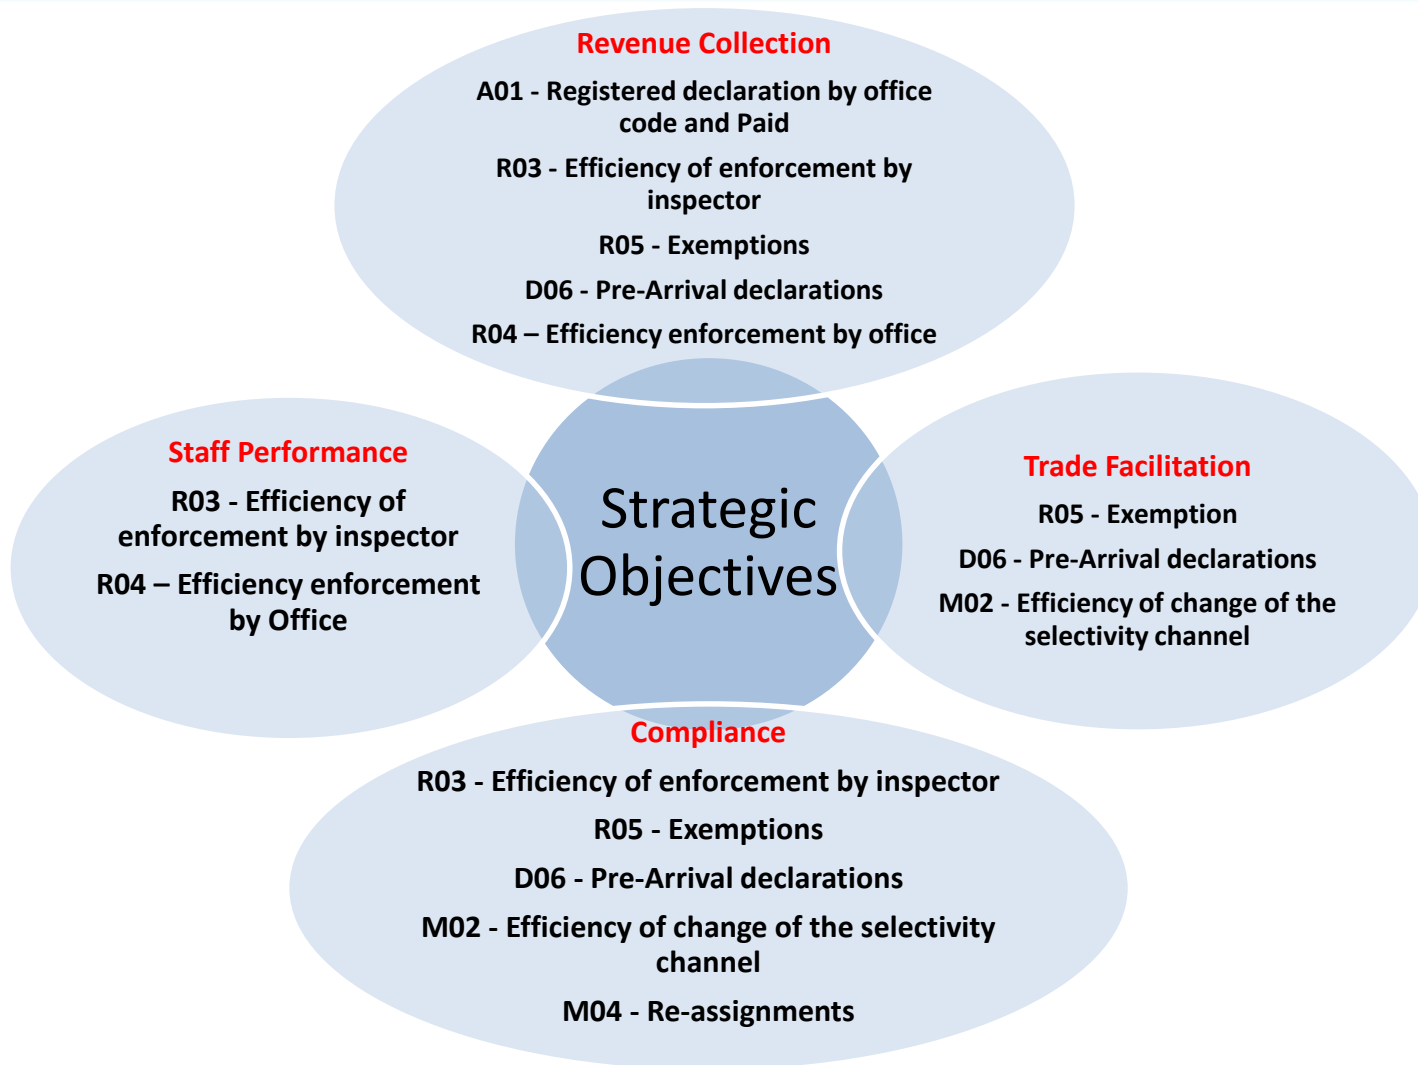 Revenue Collection
A01 - Registered declaration by office
code and Paid
R03 - Efficiency of enforcement by
inspector
R05 - Exemptions
D06 - Pre-Arrival declarations
R04 – Efficiency enforcement by office
Staff Performance
R03 - Efficiency of
enforcement by inspector
R04 – Efficiency enforcement
by Office
Strategic
Objectives
Trade Facilitation
R05 - Exemption
D06 - Pre-Arrival declarations
M02 - Efficiency of change of the
selectivity channel
Compliance
R03 - Efficiency of enforcement by inspector
R05 - Exemptions
D06 - Pre-Arrival declarations
M02 - Efficiency of change of the selectivity
channel
M04 - Re-assignments